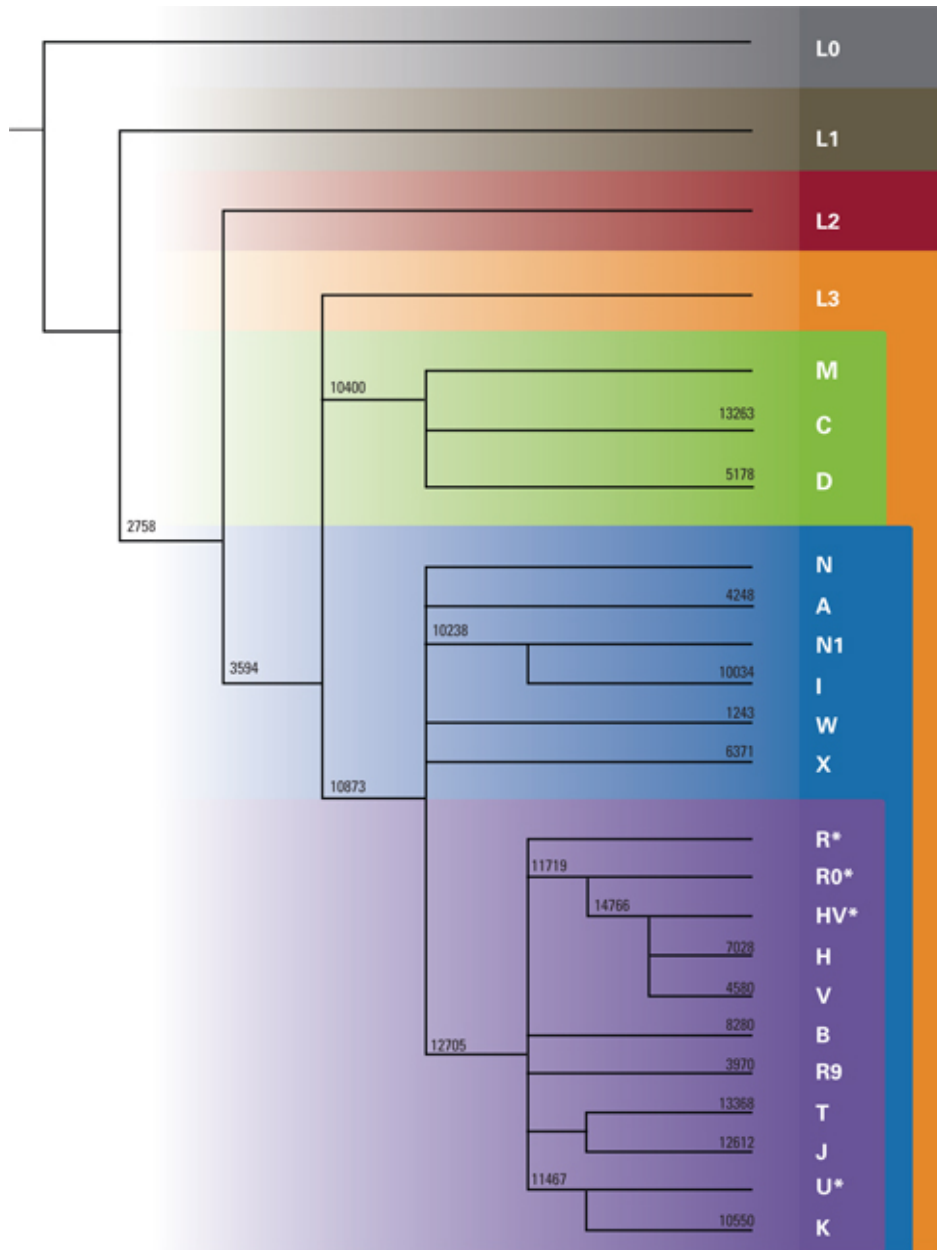 L0
L1
L2
L3
10400
M
13263
C
5178
D
2758
N
4248
A
10238
N1
3594
10034
I
1243
W
6371
X
10873
R*
11719
R0*
14766
HV*
7028
H
4580
V
8280
B
12705
3970
R9
13368
T
12612
J
11467
U*
10550
K